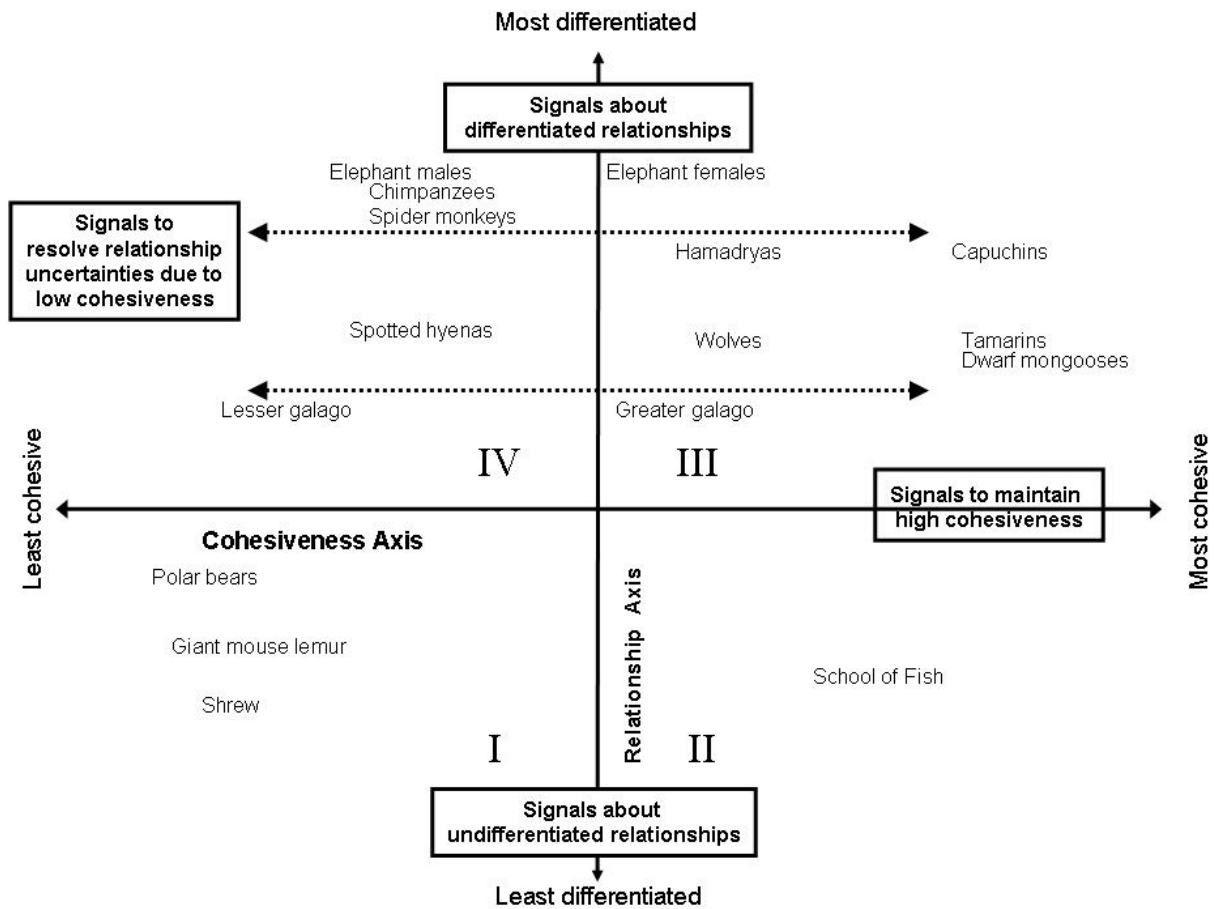 Most differentiated
Signals about
differentiated relationships
Elephant males
Elephant females
Chimpanzees
Spider monkeys
Signals to
resolve relationship
uncertainties due to
low cohesiveness
Hamadryas
Capuchins
Spotted hyenas
Wolves
Tamarins
Dwarf mongooses
Lesser galago
Greater galago
IV
III
Least cohesive
Signals to maintain
high cohesiveness
Most cohesive
Cohesiveness Axis
Polar bears
Giant mouse lemur
Shrew
Relationship Axis
School of Fish
I
II
Signals about
undifferentiated relationships
Least differentiated